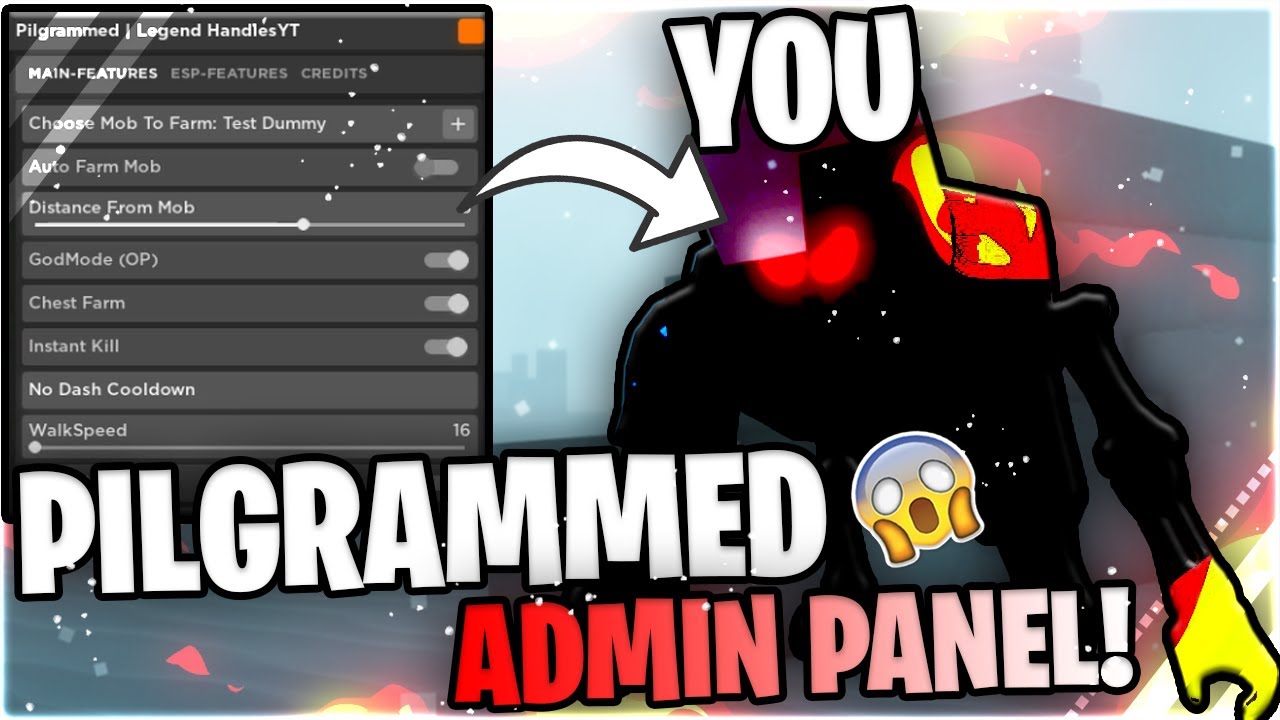 Pilgrammed | Legend HandlesYT
MAIN-FEATURES ESP-FEATURES CREDITS
Choose Mob To Farm: Test Dummy +
Auto Farm Mob
Distance From Mob
GodMode (OP)
Chest Farm
Instant Kill
No Dash Cooldown
WalkSpeed 16
YOU
PILGRAMMED
ADMIN PANEL!